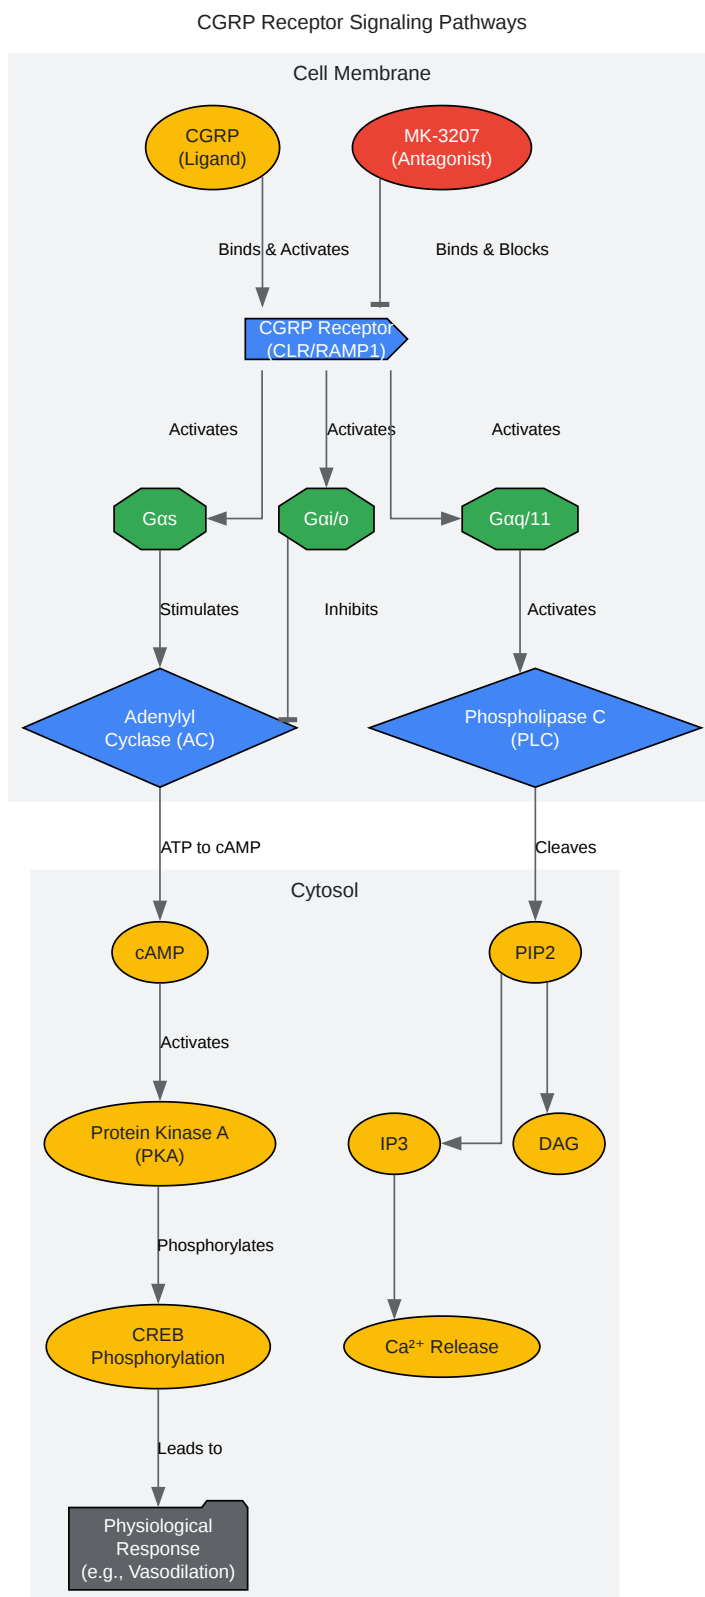 CGRP Receptor Signaling Pathways
Cell Membrane
CGRP
(Ligand)
MK-3207
(Antagonist)
Binds & Activates
Binds & Blocks
CGRP Receptor
(CLR/RAMP1)
Activates
Activates
Activates
Gαs
Gαi/o
Gαq/11
Stimulates
Inhibits
Activates
Adenylyl
Cyclase (AC)
Phospholipase C
(PLC)
ATP to cAMP
Cleaves
Cytosol
cAMP
PIP2
Activates
Protein Kinase A
(PKA)
IP3
DAG
Phosphorylates
CREB
Phosphorylation
Ca²⁺ Release
Leads to
Physiological
Response
(e.g., Vasodilation)